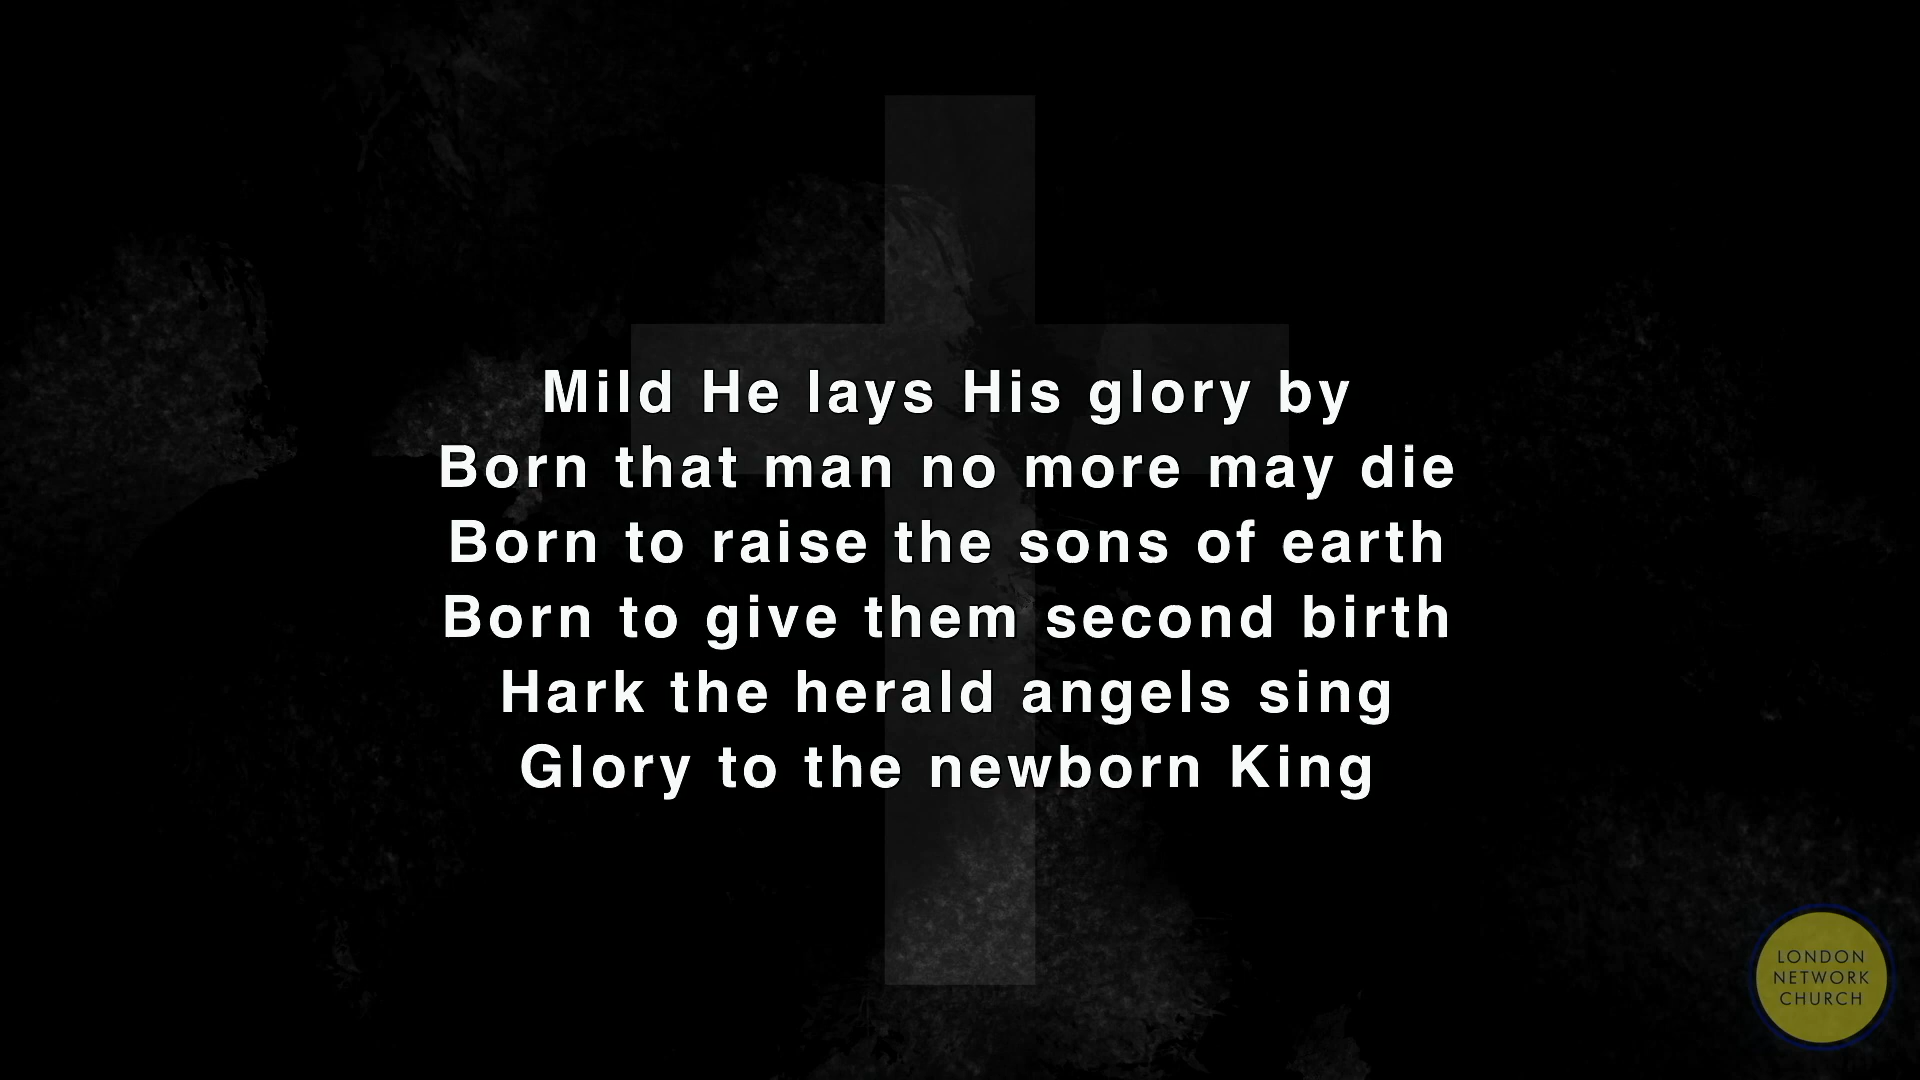 Mild He lays His glory by
Born that man no more may die
Born to raise the sons of earth
Born to give them second birth
Hark the herald angels sing
Glory to the newborn King
LONDON
NETWORK
CHURCH